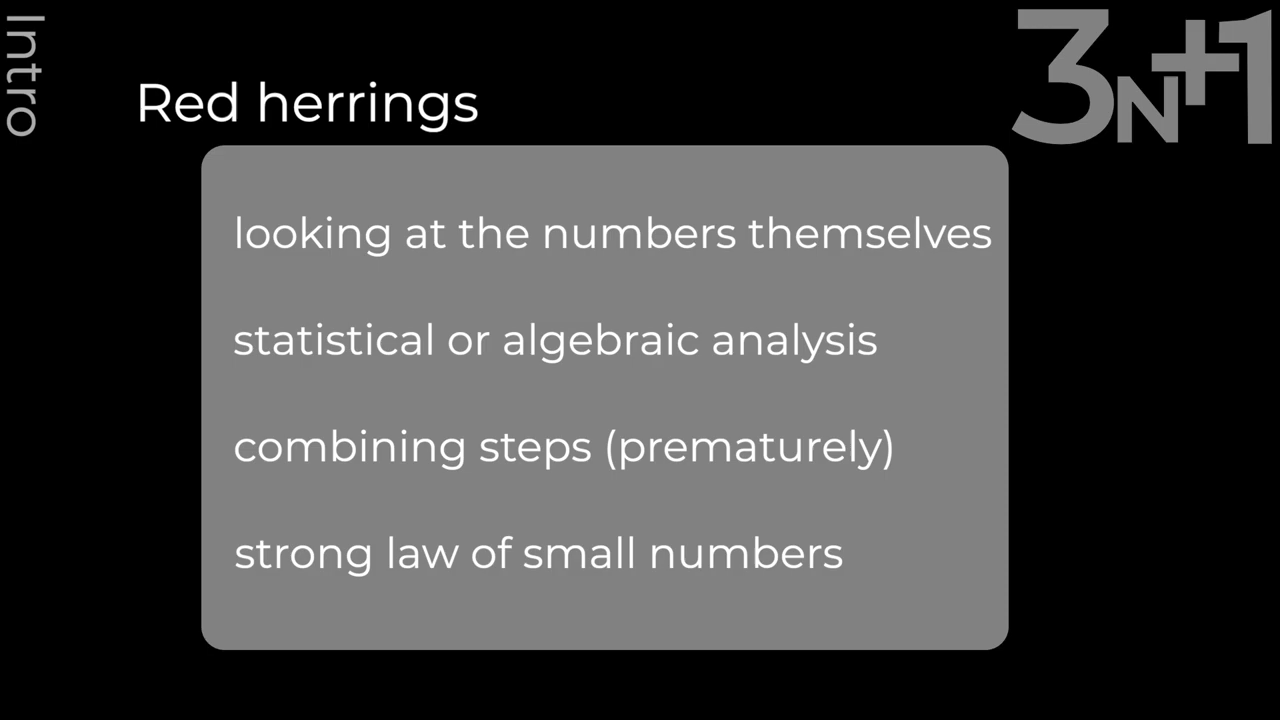 Intro
3N+1
Red herrings
looking at the numbers themselves
statistical or algebraic analysis
combining steps (prematurely)
strong law of small numbers